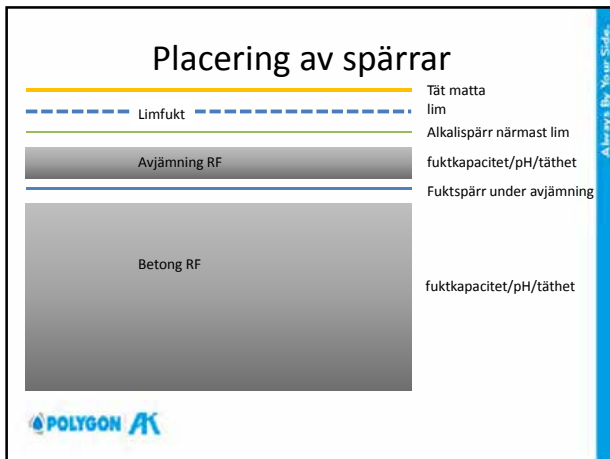 Placering av spärrar
Tät matta
Limfukt
lim
Alkalispärr närmast lim
Avjämning RF
fuktkapacitet/pH/täthet
Fuktspärr under avjämning
Betong RF
fuktkapacitet/pH/täthet
POLYGON AK
Always By Your Side.